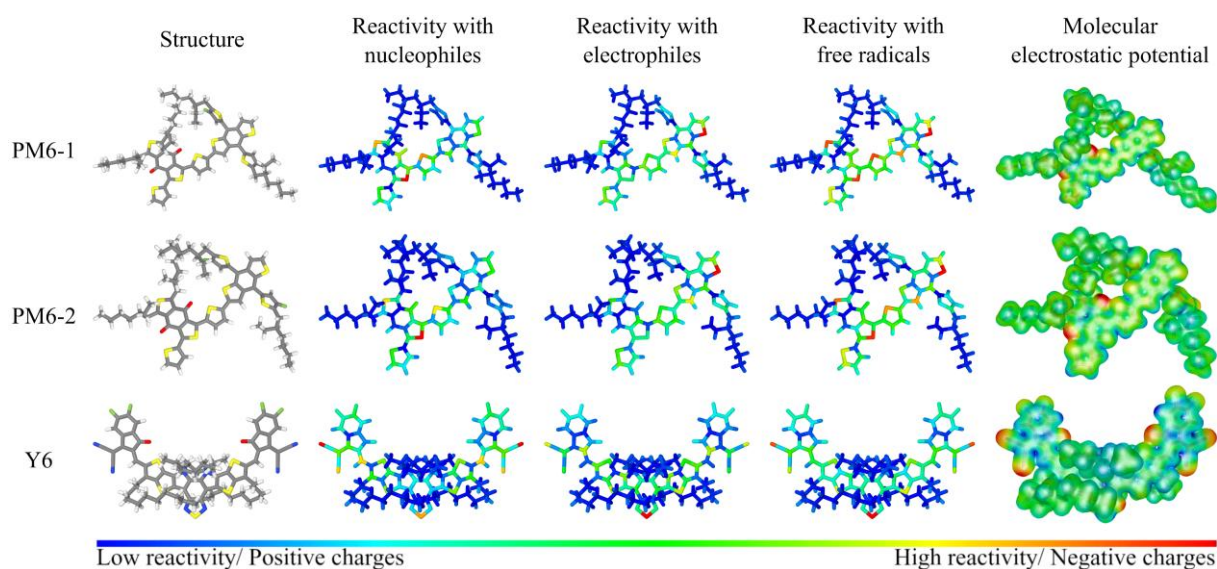 Structure
Reactivity with
nucleophiles
Reactivity with
electrophiles
Reactivity with
free radicals
Molecular
electrostatic potential
PM6-1
PM6-2
Y6
Low reactivity/ Positive charges
High reactivity/ Negative charges